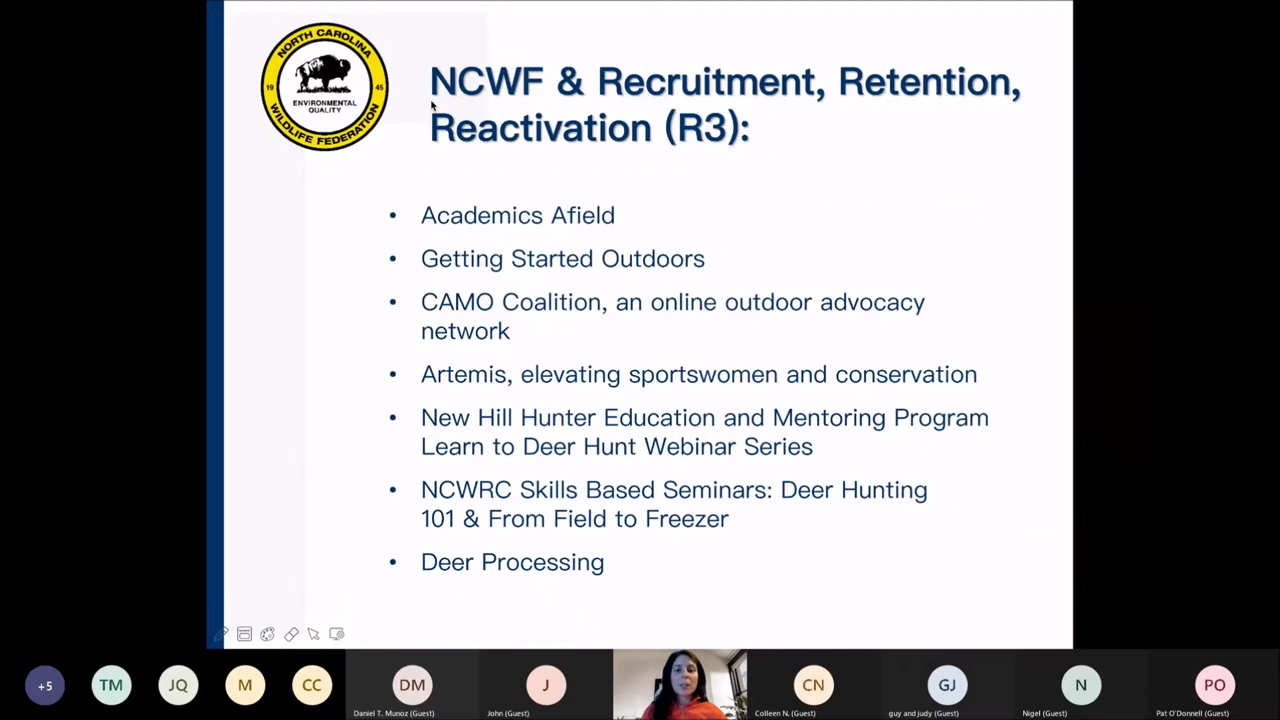 NORTH CAROLINA
19 45
ENVIRONMENTAL
QUALITY
WILDLIFE FEDERATION
NCWF & Recruitment, Retention,
Reactivation (R3):
• Academics Afield
• Getting Started Outdoors
• CAMO Coalition, an online outdoor advocacy
network
• Artemis, elevating sportswomen and conservation
• New Hill Hunter Education and Mentoring Program
Learn to Deer Hunt Webinar Series
• NCWRC Skills Based Seminars: Deer Hunting
101 & From Field to Freezer
• Deer Processing
+5 TM JQ M CC DM J CN GJ N PO
Daniel T. Munoz (Guest) John (Guest) Colleen N. (Guest) guy and judy (Guest) Nigel (Guest) Pat O'Donnell (Guest)